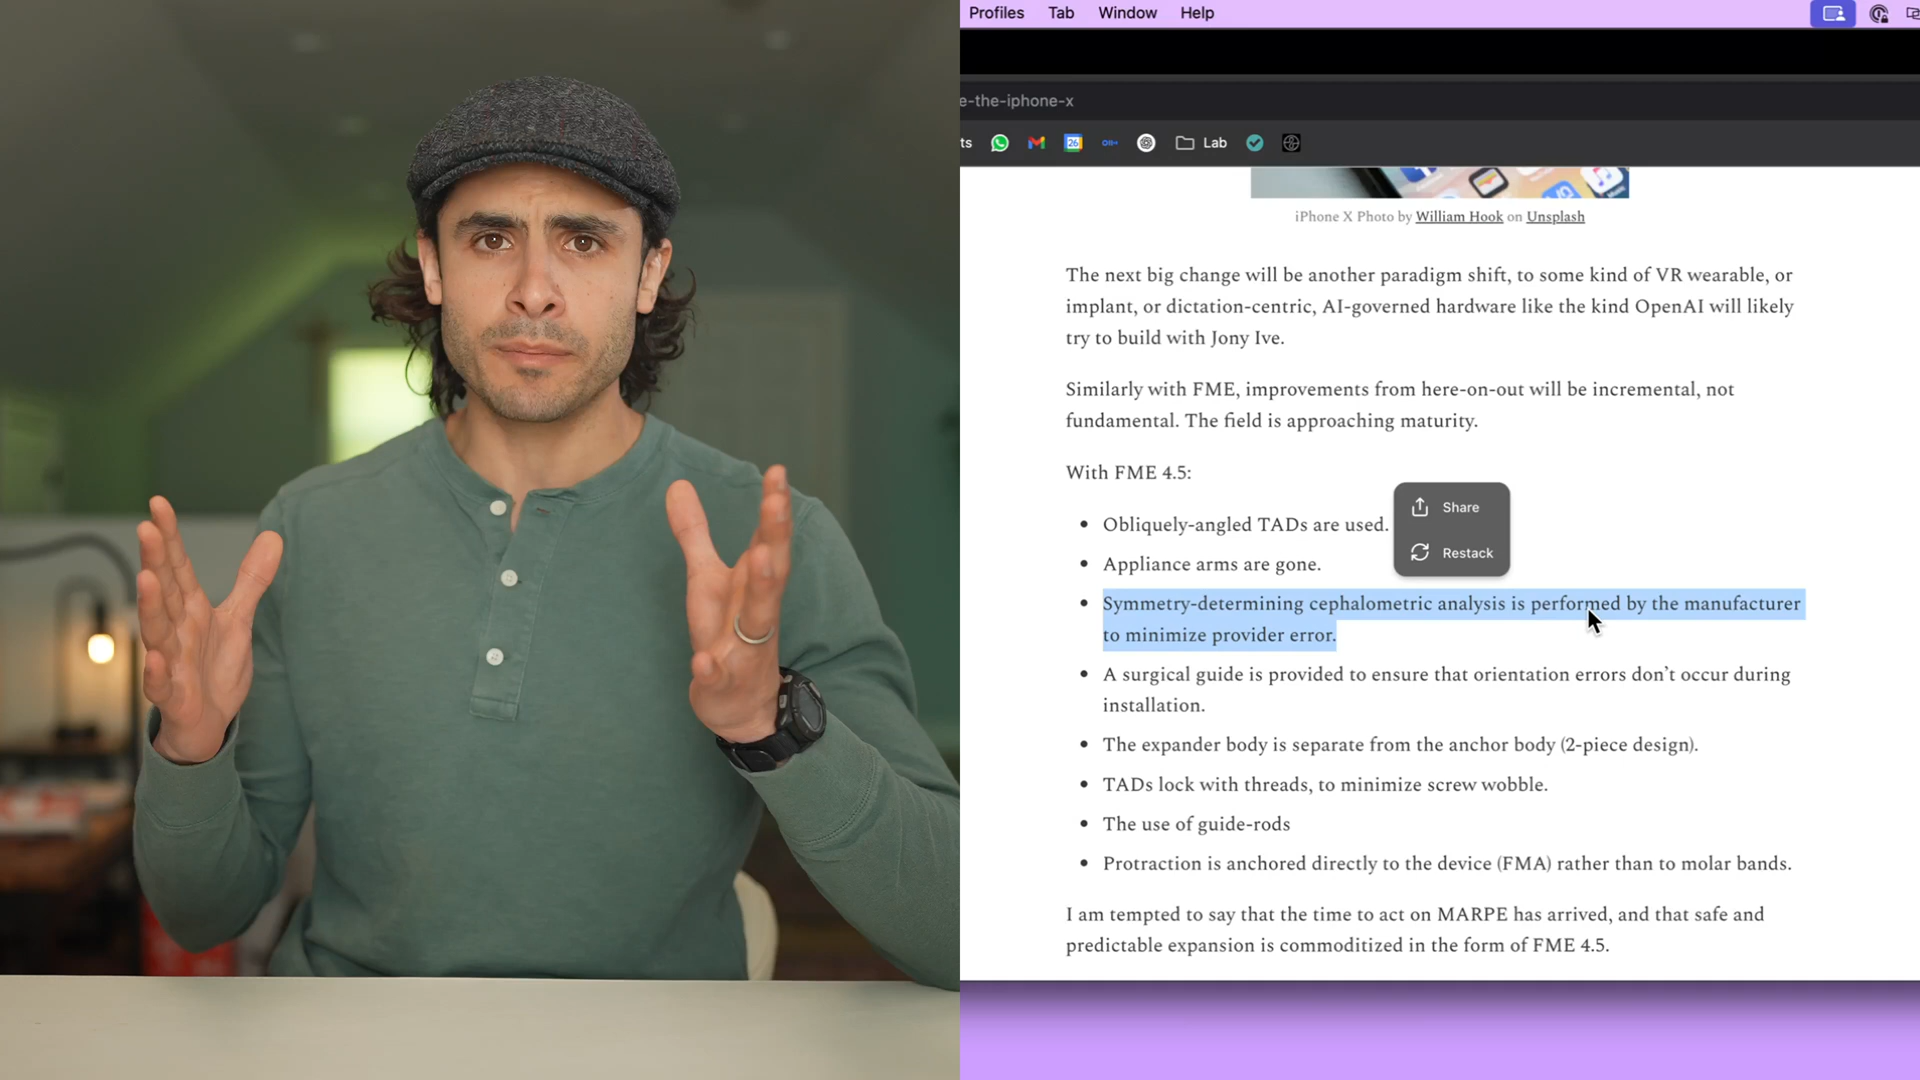 Profiles Tab Window Help
e-the-iphone-x
ts
26
Lab
iPhone X Photo by William Hook on Unsplash
The next big change will be another paradigm shift, to some kind of VR wearable, or
implant, or dictation-centric, AI-governed hardware like the kind OpenAI will likely
try to build with Jony Ive.
Similarly with FME, improvements from here-on-out will be incremental, not
fundamental. The field is approaching maturity.
With FME 4.5:
Share
Obliquely-angled TADs are used.
Restack
Appliance arms are gone.
Symmetry-determining cephalometric analysis is performed by the manufacturer
to minimize provider error.
A surgical guide is provided to ensure that orientation errors don’t occur during
installation.
The expander body is separate from the anchor body (2-piece design).
TADs lock with threads, to minimize screw wobble.
The use of guide-rods
Protraction is anchored directly to the device (FMA) rather than to molar bands.
I am tempted to say that the time to act on MARPE has arrived, and that safe and
predictable expansion is commoditized in the form of FME 4.5.